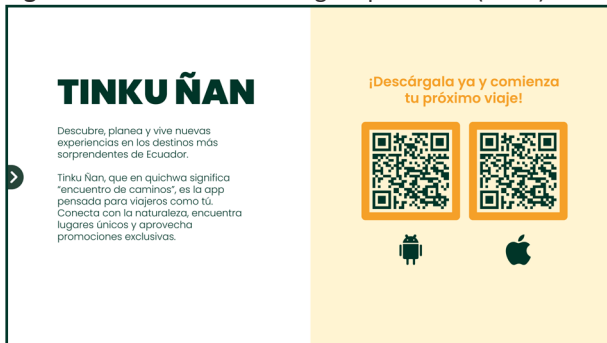 TINKU ÑAN
Descubre, planea y vive nuevas
experiencias en los destinos más
sorprendentes de Ecuador.
Tinku Ñan, que en quichwa significa
“encuentro de caminos”, es la app
pensada para viajeros como tú.
Conecta con la naturaleza, encuentra
lugares únicos y aprovecha
promociones exclusivas.
¡Descárgala ya y comienza
tu próximo viaje!